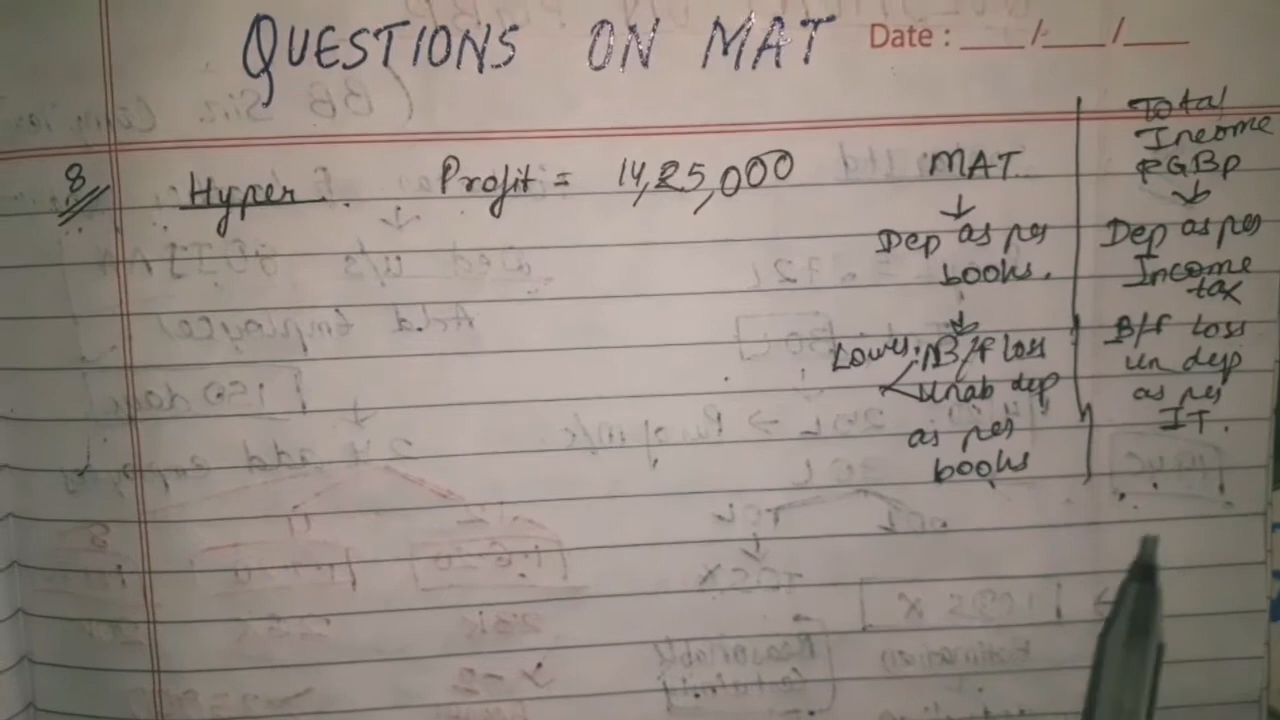 QUESTIONS ON MAT
Date : ___/___/___
8
Hyper. Profit = 14,25,000
MAT
↓
Dep as per
books.
↓
Lower. B/f loss
Unab dep
as per
books
Total
Income
PGBP
↓
Dep as per
Income
tax
B/f Loss
un dep
as per
IT.